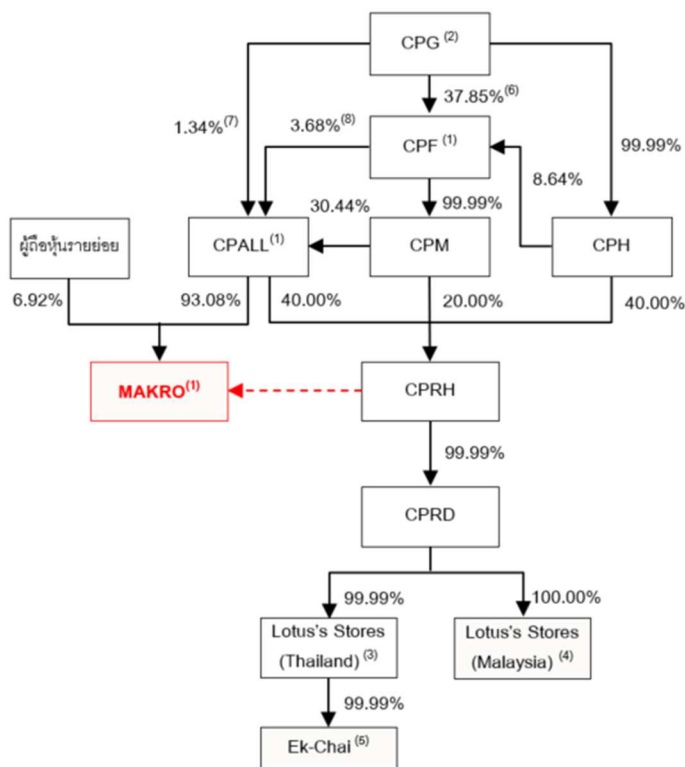 CPG (2)
37.85%(6)
1.34%(7)
3.68%(8)
CPF (1)
99.99%
8.64%
30.44%
99.99%
ผู้ถือหุ้นรายย่อย
CPALL(1)
CPM
CPH
6.92%
93.08%
40.00%
20.00%
40.00%
MAKRO(1)
CPRH
99.99%
CPRD
99.99%
100.00%
Lotus's Stores
(Thailand) (3)
Lotus's Stores
(Malaysia) (4)
99.99%
Ek-Chai (5)